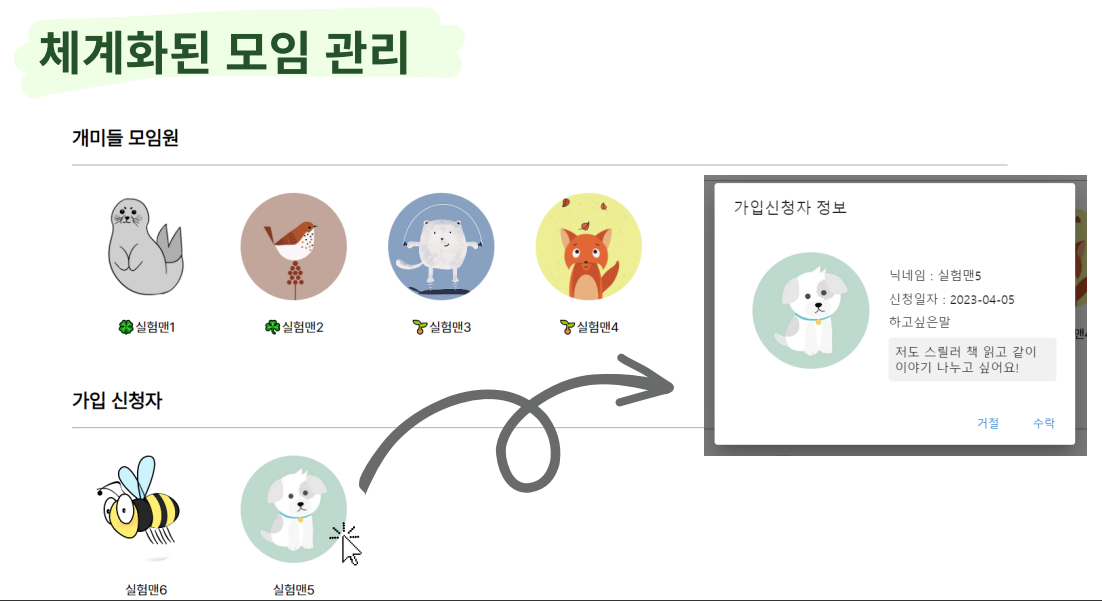 체계화된 모임 관리
개미들 모임원
실험맨1
실험맨2
실험맨3
실험맨4
가입 신청자
실험맨6
실험맨5
가입신청자 정보
닉네임 : 실험맨5
신청일자 : 2023-04-05
하고싶은말
저도 스릴러 책 읽고 같이
이야기 나누고 싶어요!
거절
수락